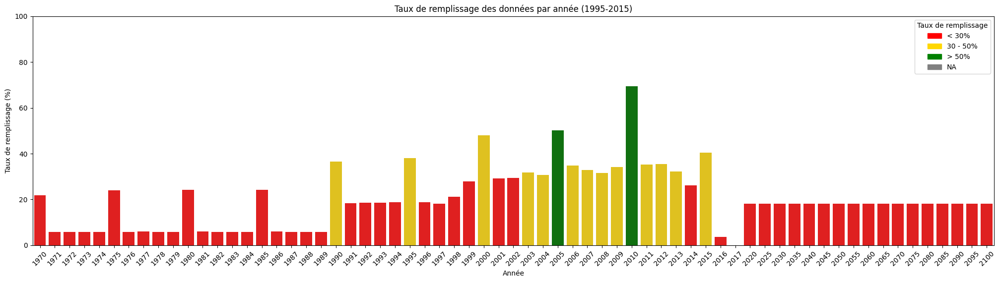 Taux de remplissage des données par année (1995-2015)
Taux de remplissage (%)
100
80
60
40
20
0
Taux de remplissage
< 30%
30 - 50%
> 50%
NA
1970 1971 1972 1973 1974 1975 1976 1977 1978 1979 1980 1981 1982 1983 1984 1985 1986 1987 1988 1989 1990 1991 1992 1993 1994 1995 1996 1997 1998 1999 2000 2001 2002 2003 2004 2005 2006 2007 2008 2009 2010 2011 2012 2013 2014 2015 2016 2017 2020 2025 2030 2035 2040 2045 2050 2055 2060 2065 2070 2075 2080 2085 2090 2095 2100
Année